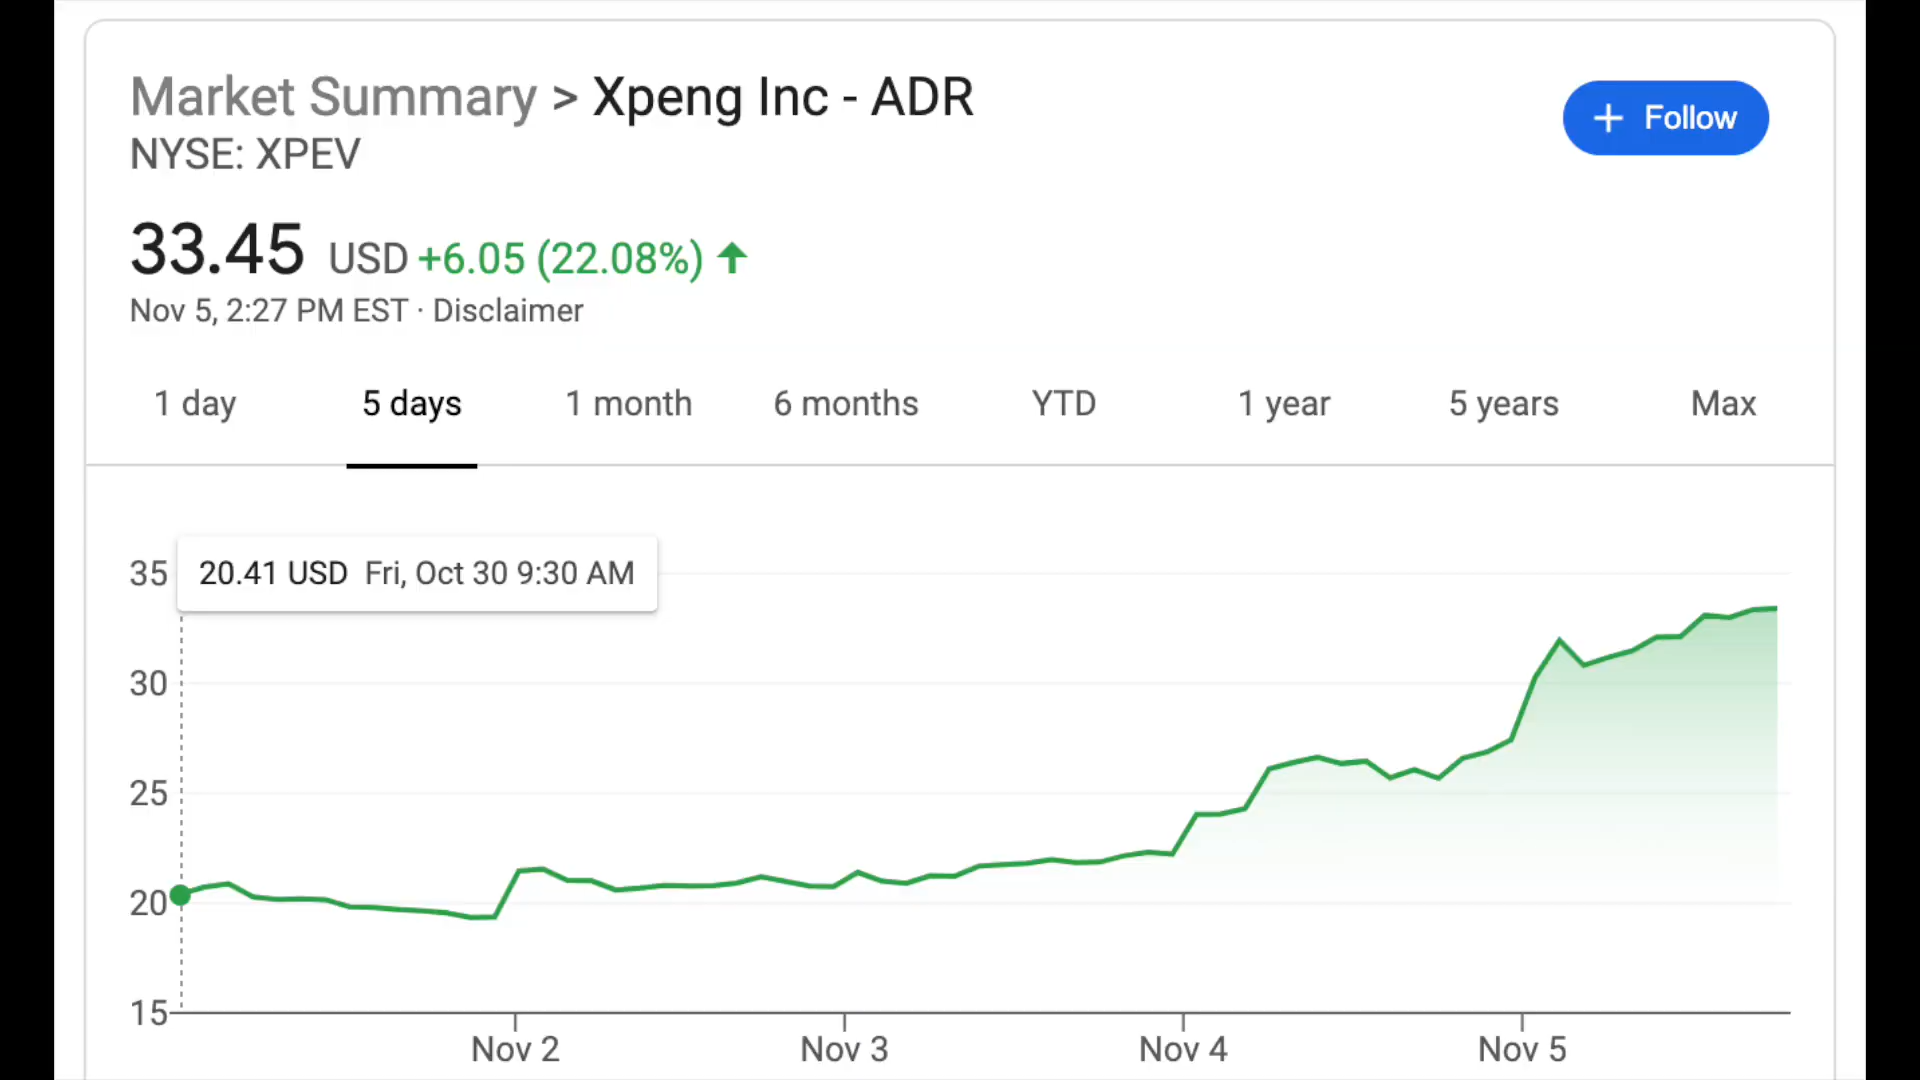 Market Summary > Xpeng Inc - ADR
NYSE: XPEV
+ Follow
33.45 USD +6.05 (22.08%)
Nov 5, 2:27 PM EST · Disclaimer
1 day 5 days 1 month 6 months YTD 1 year 5 years Max
20.41 USD Fri, Oct 30 9:30 AM
35
30
25
20
15
Nov 2 Nov 3 Nov 4 Nov 5